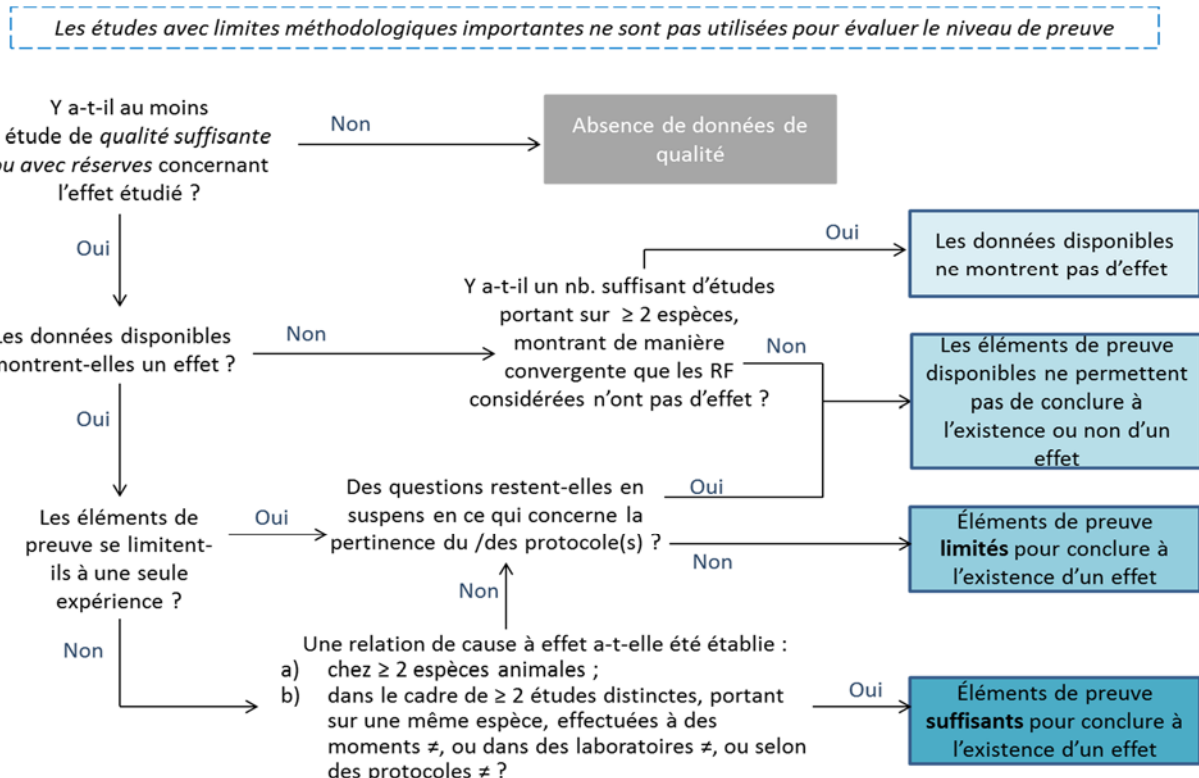 Les études avec limites méthodologiques importantes ne sont pas utilisées pour évaluer le niveau de preuve
Y a-t-il au moins
étude de qualité suffisante
ou avec réserves concernant
l'effet étudié ?
Non
Absence de données de
qualité
Oui
Oui
Les données disponibles
ne montrent pas d'effet
Y a-t-il un nb. suffisant d'études
portant sur ≥ 2 espèces,
montrant de manière
convergente que les RF
considérées n'ont pas d'effet ?
Les données disponibles
montrent-elles un effet ?
Non
Non
Les éléments de preuve
disponibles ne permettent
pas de conclure à
l'existence ou non d'un
effet
Oui
Les éléments de
preuve se limitent-
ils à une seule
expérience ?
Oui
Des questions restent-elles en
suspens en ce qui concerne la
pertinence du /des protocole(s) ?
Oui
Non
Éléments de preuve
limités pour conclure à
l'existence d'un effet
Non
Non
Une relation de cause à effet a-t-elle été établie :
a) chez ≥ 2 espèces animales ;
b) dans le cadre de ≥ 2 études distinctes, portant
sur une même espèce, effectuées à des
moments ≠, ou dans des laboratoires ≠, ou selon
des protocoles ≠ ?
Oui
Éléments de preuve
suffisants pour conclure à
l'existence d'un effet